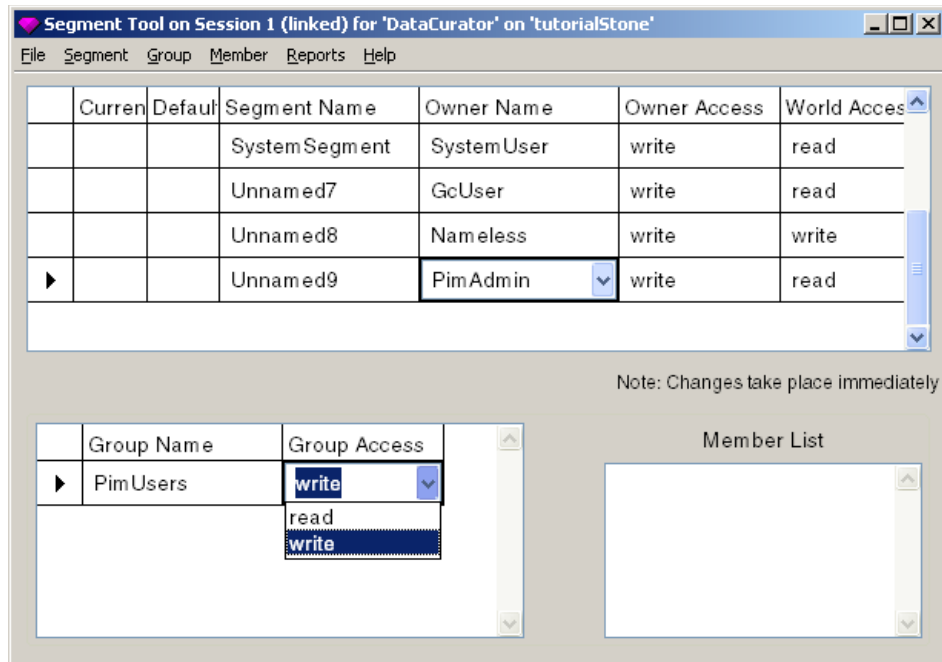 Segment Tool on Session 1 (linked) for 'DataCurator' on 'tutorialStone'
File Segment Group Member Reports Help
Curren Defaul Segment Name Owner Name Owner Access World Acces
SystemSegment SystemUser write read
Unnamed7 GcUser write read
Unnamed8 Nameless write write
Unnamed9 PimAdmin write read
Note: Changes take place immediately
Group Name Group Access Member List
PimUsers write
read
write